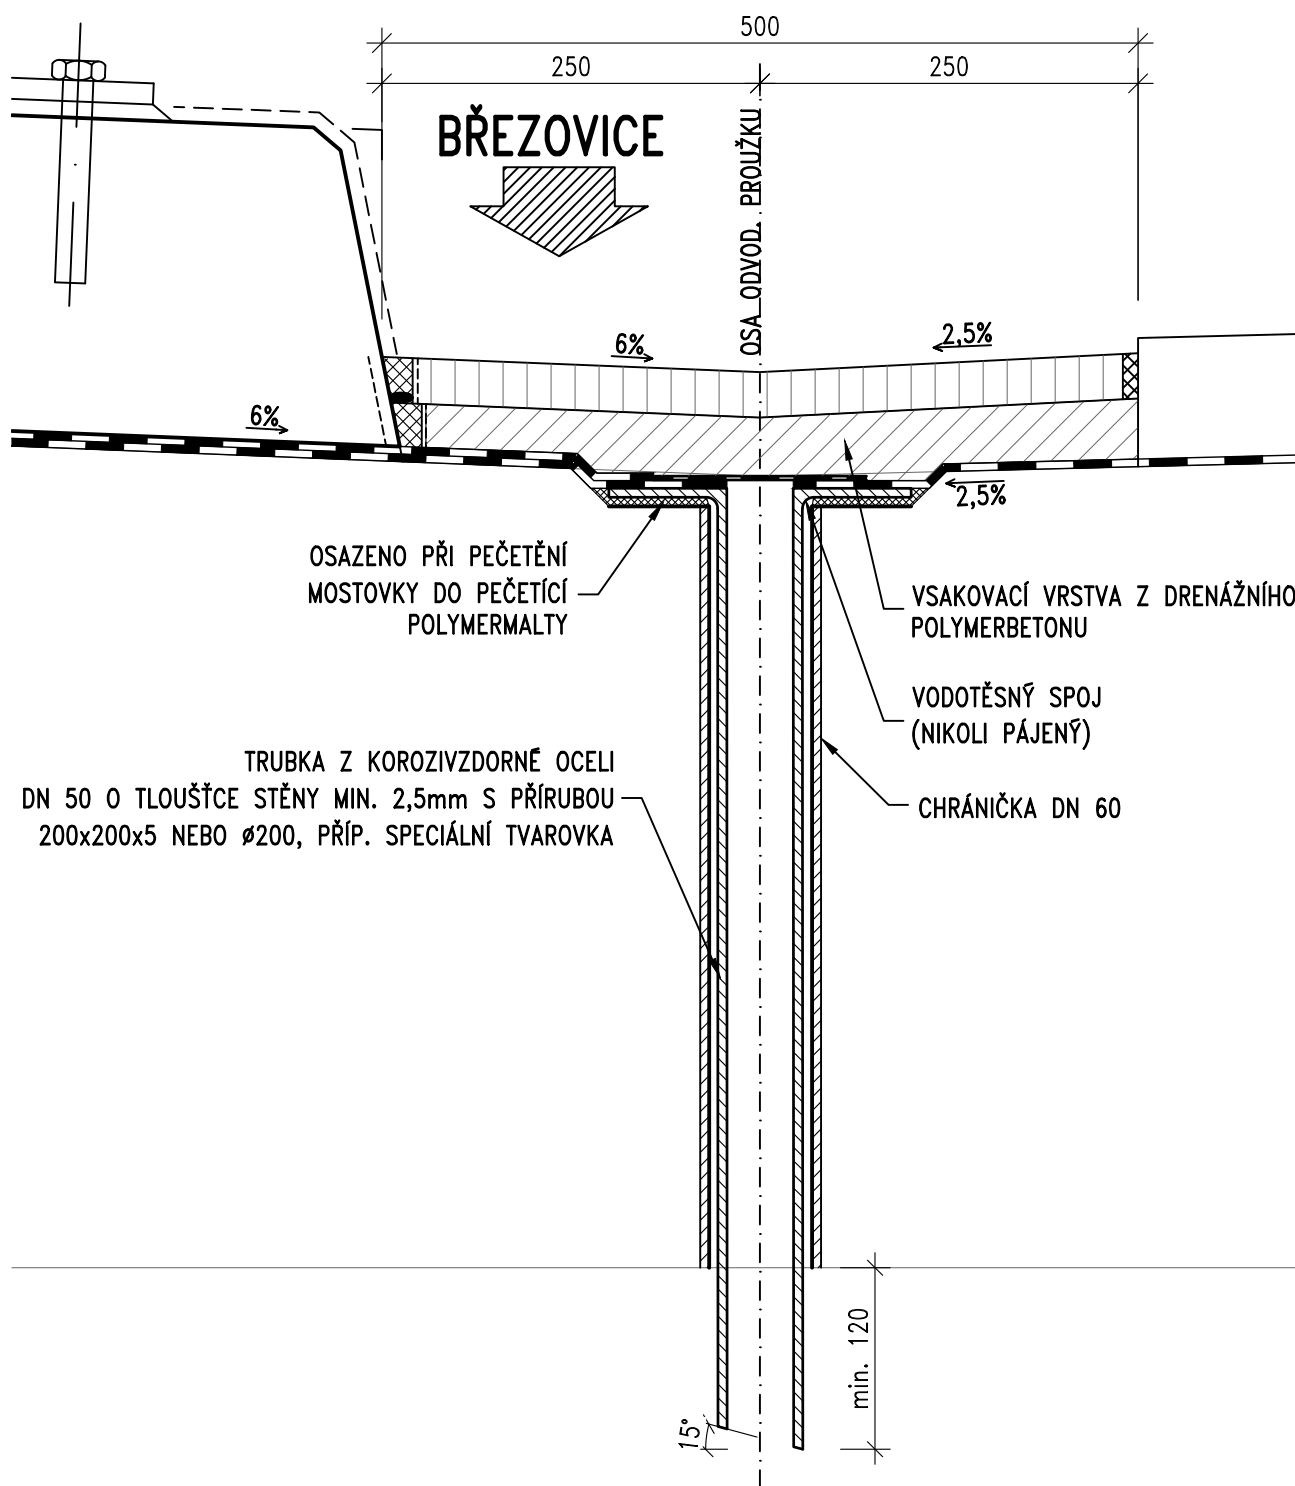 500
250
250
BŘEZOVICE
OSA ODVOD. PROUŽKU
6%
2,5%
6%
2,5%
OSAZENO PŘI PEČETĚNÍ
MOSTOVKY DO PEČETÍCÍ
POLYMERMALTY
VSAKOVACÍ VRSTVA Z DRENÁŽNÍHO
POLYMERBETONU
VODOTĚSNÝ SPOJ
(NIKOLI PÁJENÝ)
TRUBKA Z KOROZIVZDORNÉ OCELI
DN 50 O TLOUŠŤCE STĚNY MIN. 2,5mm S PŘÍRUBOU
200x200x5 NEBO ø200, PŘÍP. SPECIÁLNÍ TVAROVKA
CHRÁNIČKA DN 60
min. 120
15°